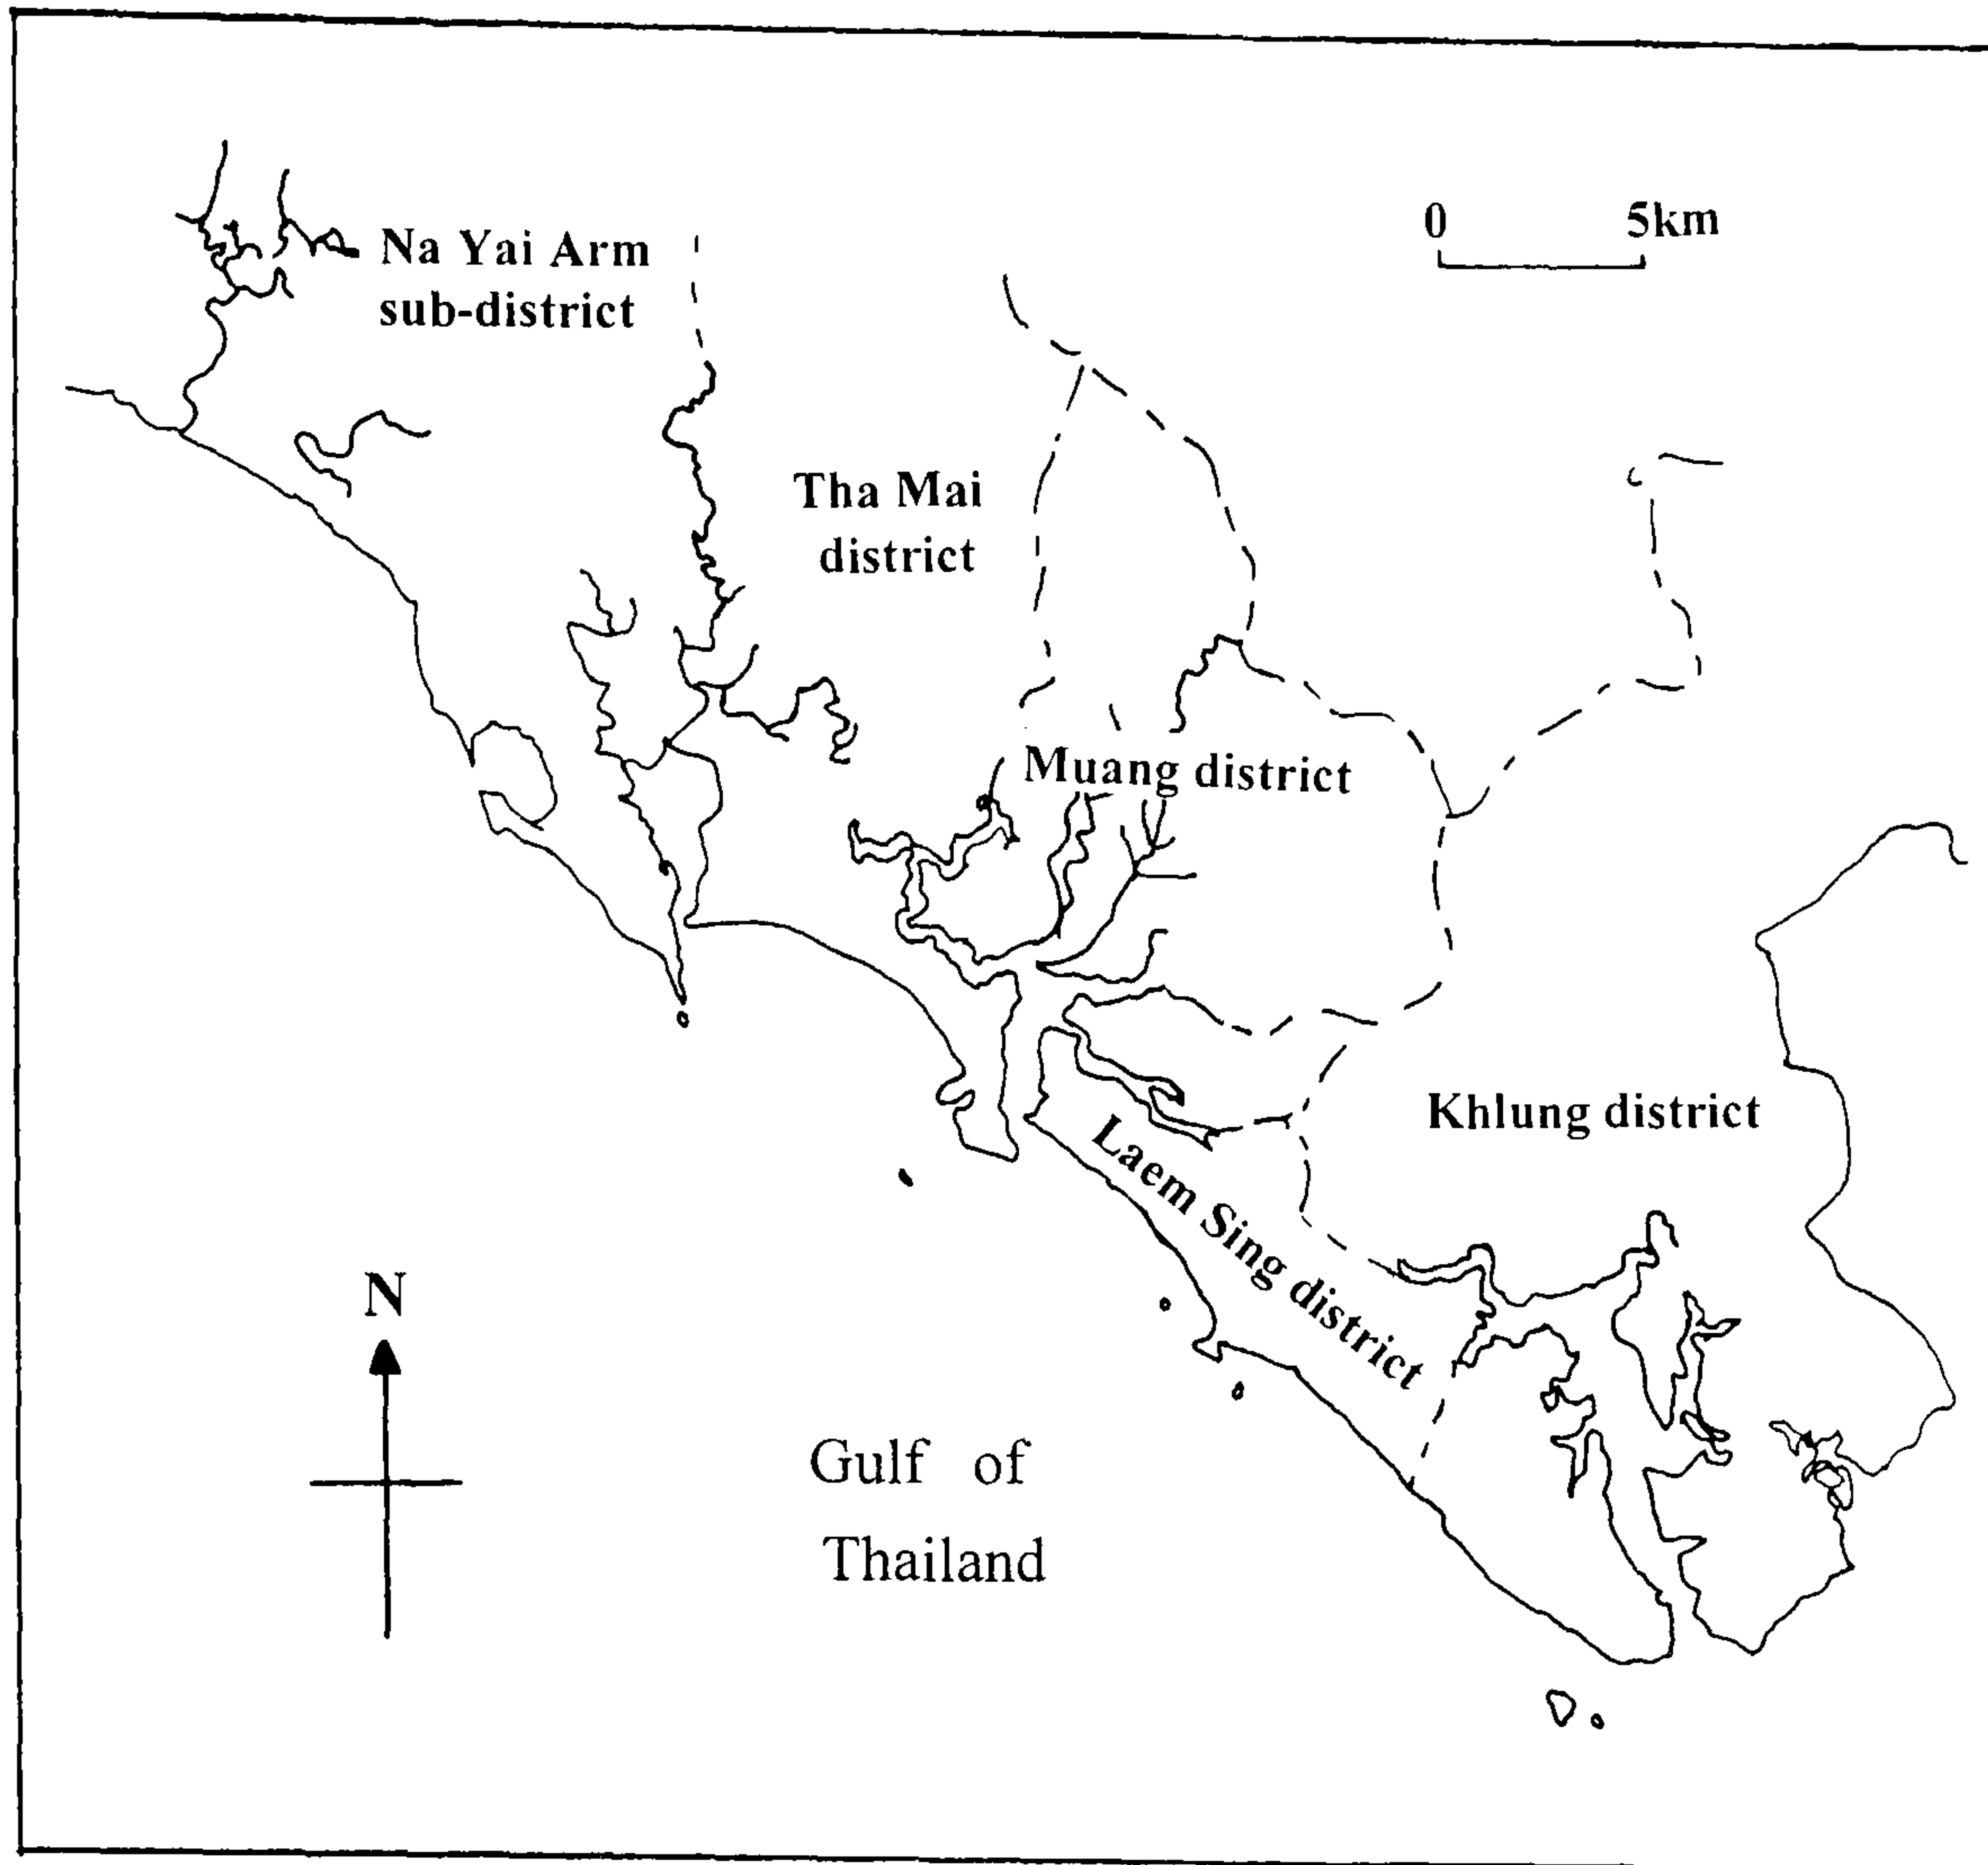 Na Yai Arm
sub-district
0 5km
Tha Mai
district
Muang district
Khlung district
Laem Sing district
N
Gulf of
Thailand